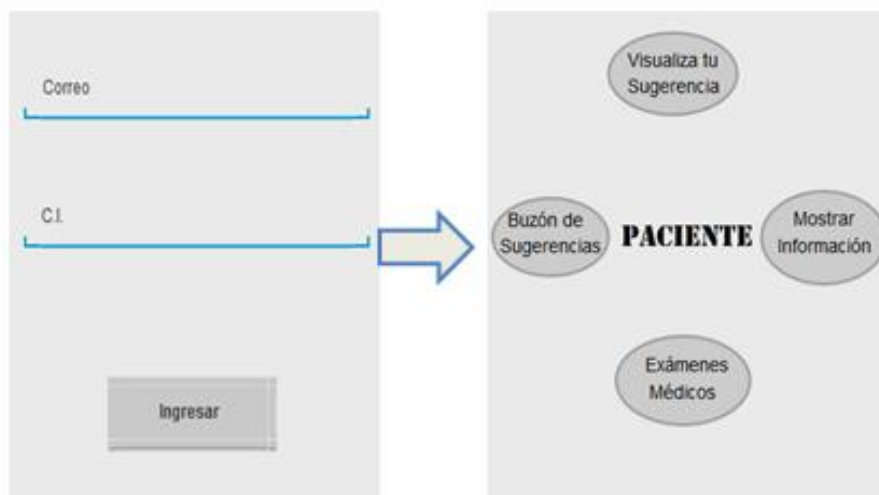 Correo
C.I.
Ingresar
Visualiza tu
Sugerencia
Buzón de
Sugerencias
PACIENTE
Mostrar
Información
Exámenes
Médicos